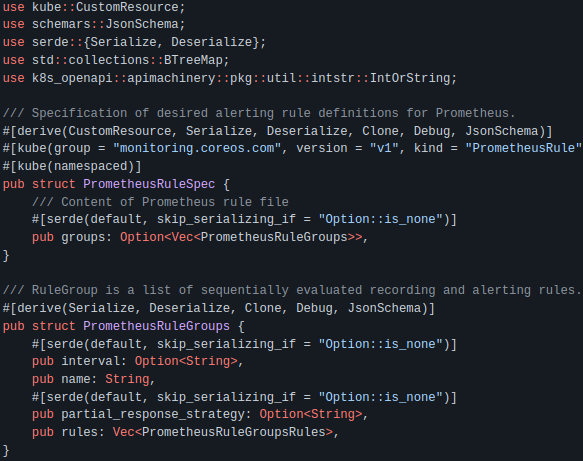 use kube::CustomResource;
use schemars::JsonSchema;
use serde::{Serialize, Deserialize};
use std::collections::BTreeMap;
use k8s_openapi::apimachinery::pkg::util::intstr::IntOrString;

/// Specification of desired alerting rule definitions for Prometheus.
#[derive(CustomResource, Serialize, Deserialize, Clone, Debug, JsonSchema)]
#[kube(group = "monitoring.coreos.com", version = "v1", kind = "PrometheusRule"
#[kube(namespaced)]
pub struct PrometheusRuleSpec {
    /// Content of Prometheus rule file
    #[serde(default, skip_serializing_if = "Option::is_none")]
    pub groups: Option<Vec<PrometheusRuleGroups>>,
}

/// RuleGroup is a list of sequentially evaluated recording and alerting rules.
#[derive(Serialize, Deserialize, Clone, Debug, JsonSchema)]
pub struct PrometheusRuleGroups {
    #[serde(default, skip_serializing_if = "Option::is_none")]
    pub interval: Option<String>,
    pub name: String,
    #[serde(default, skip_serializing_if = "Option::is_none")]
    pub partial_response_strategy: Option<String>,
    pub rules: Vec<PrometheusRuleGroupsRules>,
}